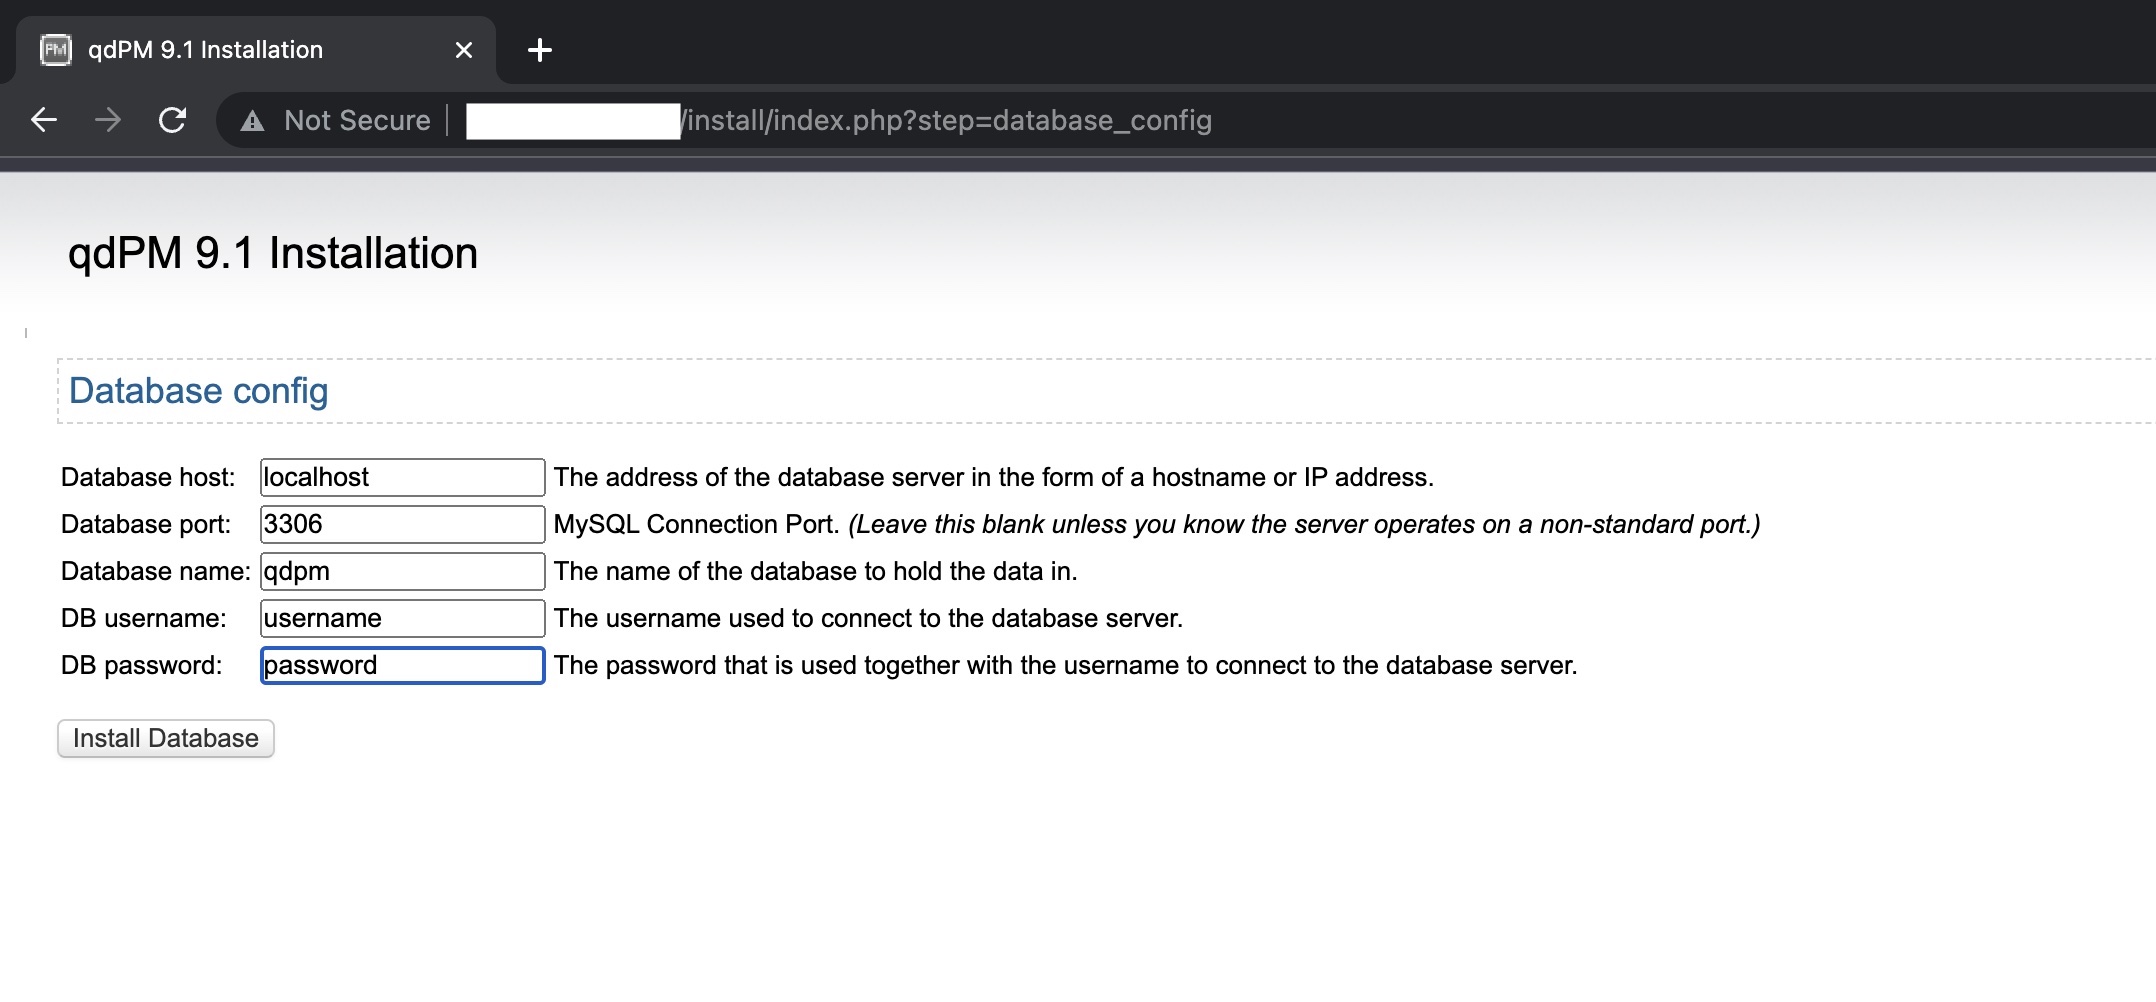 qdPM 9.1 Installation
Not Secure /install/index.php?step=database_config
qdPM 9.1 Installation
Database config
Database host: localhost The address of the database server in the form of a hostname or IP address.
Database port: 3306 MySQL Connection Port. (Leave this blank unless you know the server operates on a non-standard port.)
Database name: qdpm The name of the database to hold the data in.
DB username: username The username used to connect to the database server.
DB password: password The password that is used together with the username to connect to the database server.
Install Database